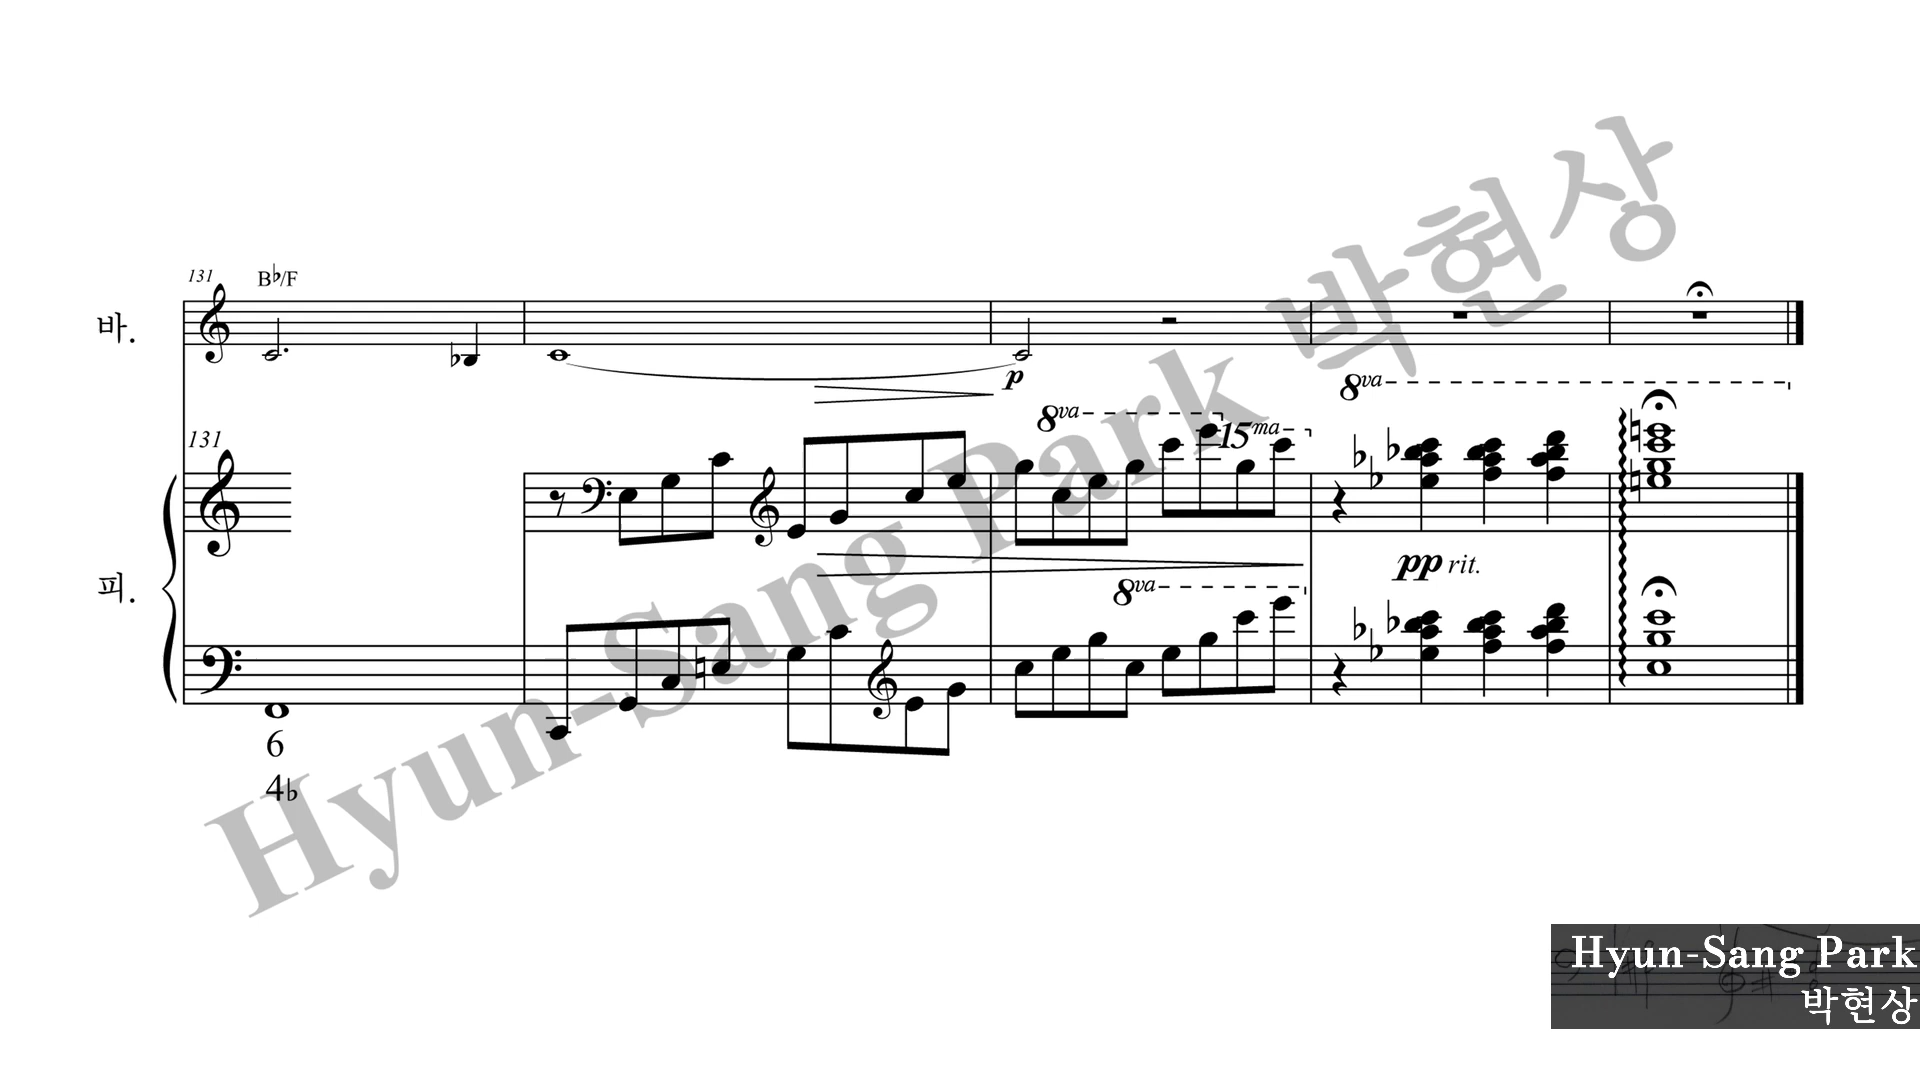 131
B♭/F
바.
p
8va
131
8va
15ma
피.
pp rit.
8va
6
4♭
Hyun-Sang Park 박현상
Hyun-Sang Park
박현상